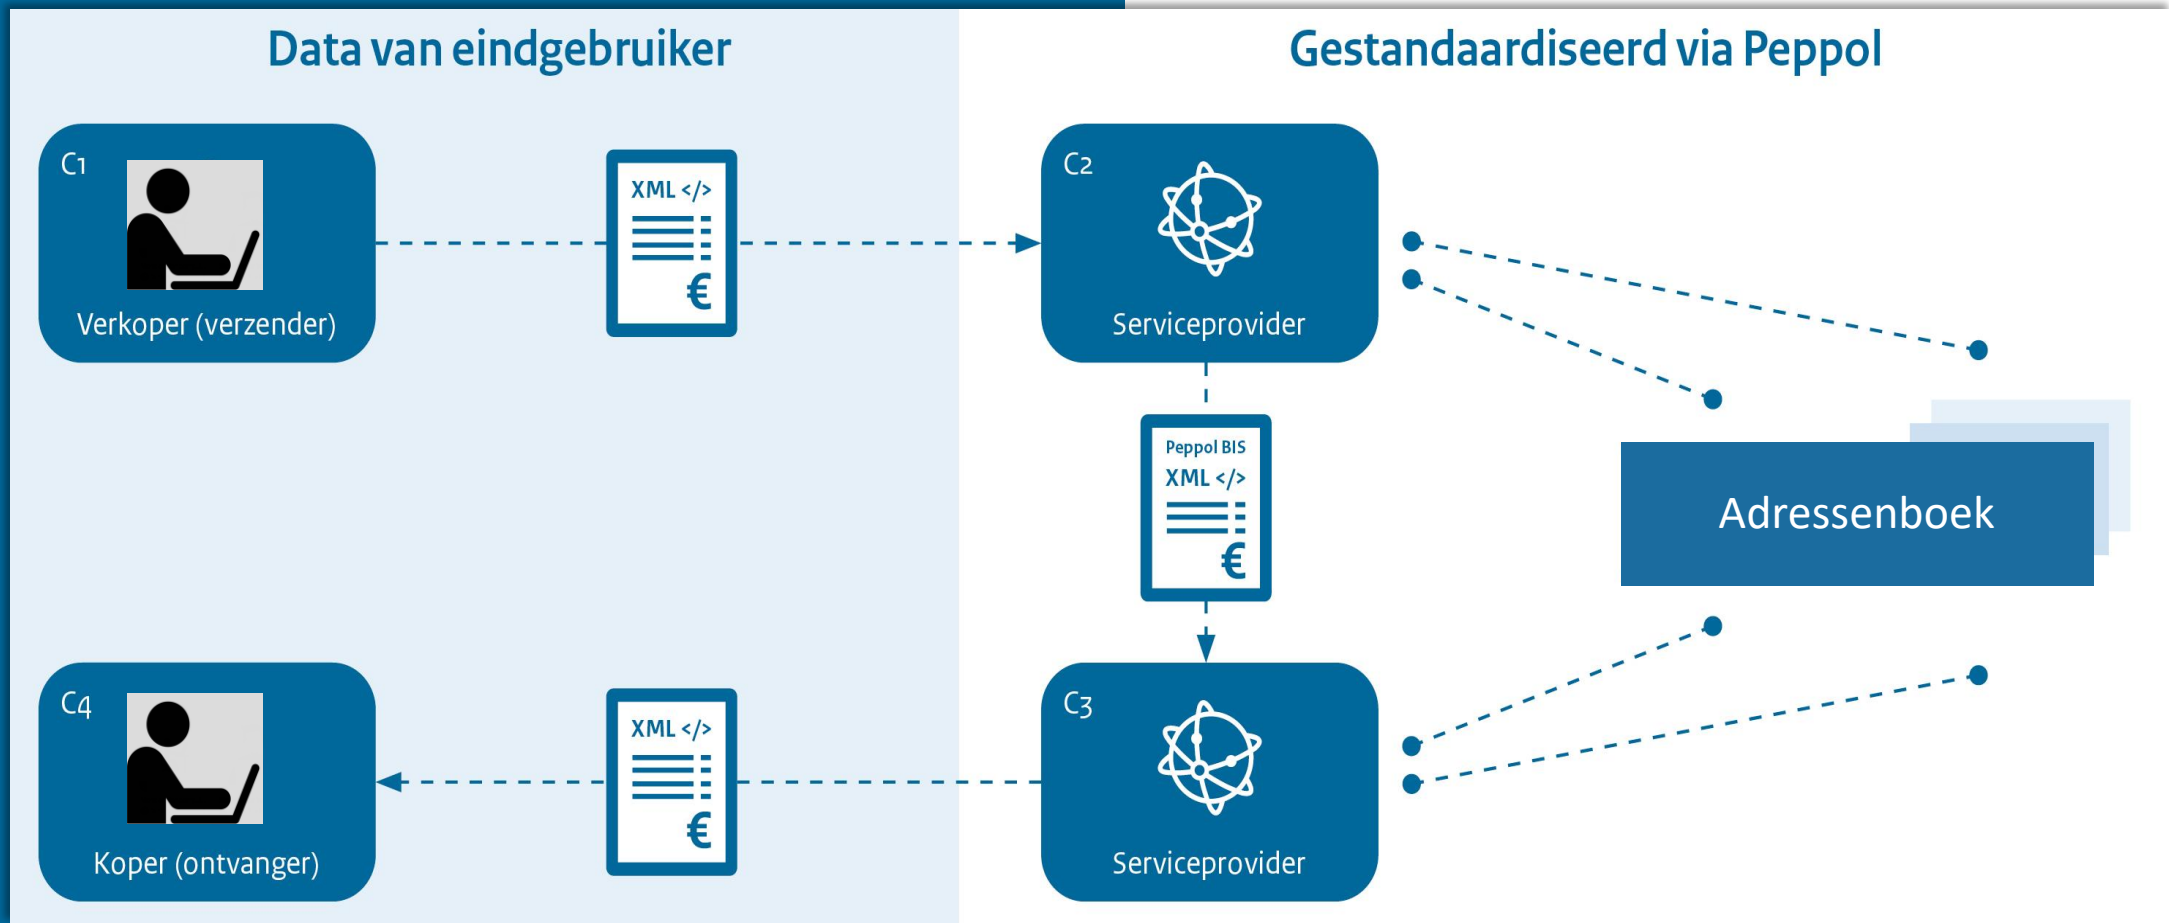 Data van eindgebruiker
Gestandaardiseerd via Peppol
C1
Verkoper (verzender)
XML </>
€
C2
Serviceprovider
Peppol BIS
XML </>
€
Adressenboek
C4
Koper (ontvanger)
XML </>
€
C3
Serviceprovider